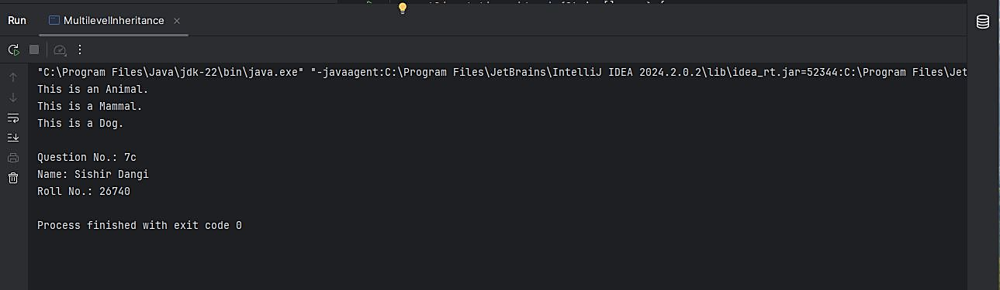 Run MultilevelInheritance
"C:\Program Files\Java\jdk-22\bin\java.exe" "-javaagent:C:\Program Files\JetBrains\IntelliJ IDEA 2024.2.0.2\lib\idea_rt.jar=52344:C:\Program Files\Jet
This is an Animal.
This is a Mammal.
This is a Dog.
Question No.: 7c
Name: Sishir Dangi
Roll No.: 26740
Process finished with exit code 0